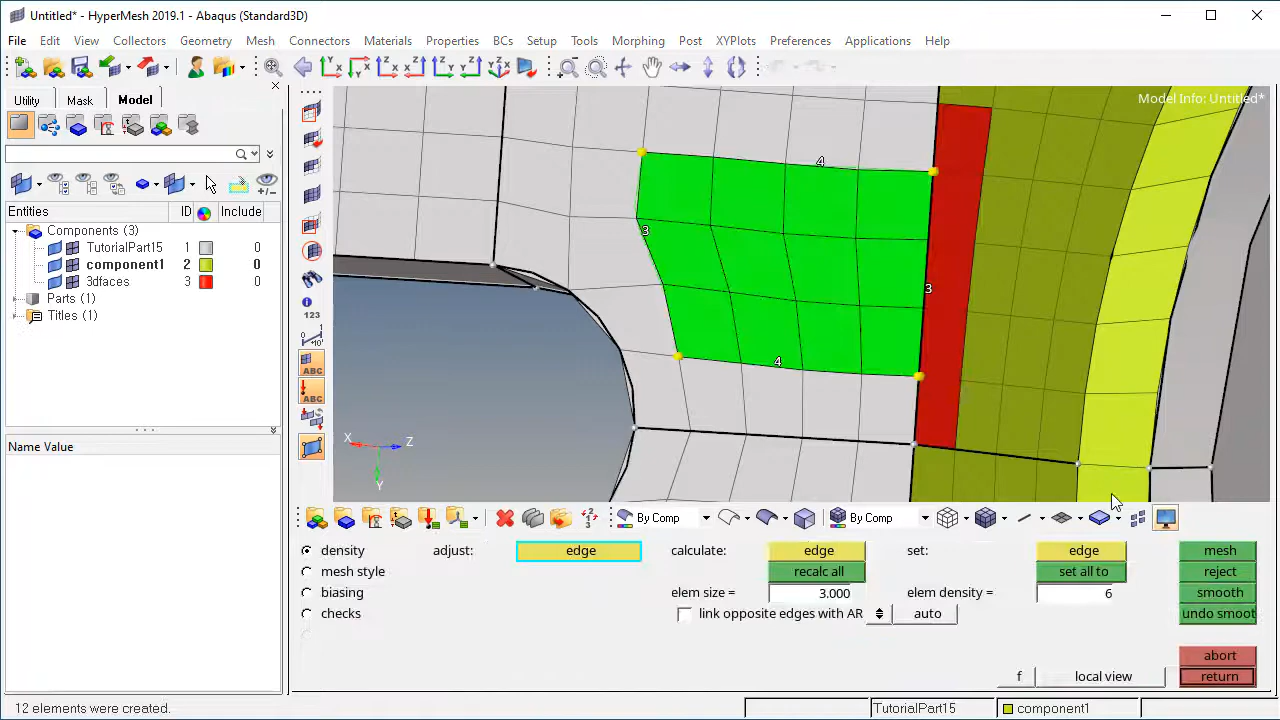 Untitled* - HyperMesh 2019.1 - Abaqus (Standard3D)
File Edit View Collectors Geometry Mesh Connectors Materials Properties BCs Setup Tools Morphing Post XYPlots Preferences Applications Help
Utility Mask Model
Model Info: Untitled*
Entities ID Include
Components (3)
TutorialPart15 1 0
component1 2 0
3dfaces 3 0
Parts (1)
Titles (1)
Name Value
123
ABC
ABC
4
3
3
4
X Z
Y
By Comp By Comp
density adjust: edge calculate: edge set: edge mesh
mesh style recalc all set all to reject
biasing elem size = 3.000 elem density = 6 smooth
checks link opposite edges with AR auto undo smoot
abort
f local view return
12 elements were created. TutorialPart15 component1